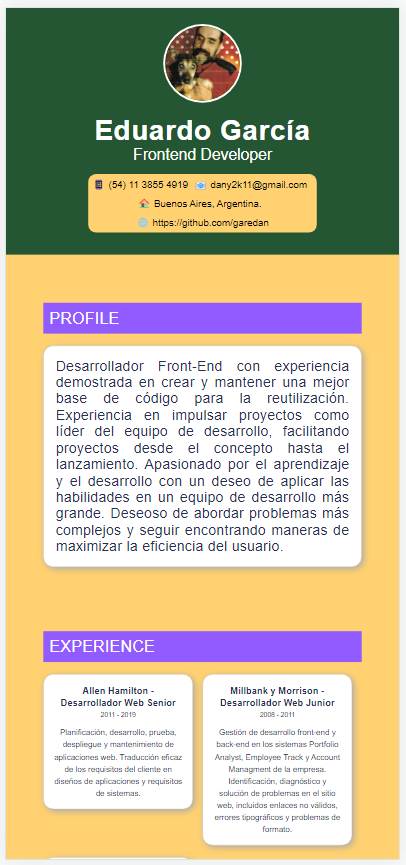 Eduardo García
Frontend Developer
(54) 11 3855 4919 dany2k11@gmail.com
Buenos Aires, Argentina.
https://github.com/garedan
PROFILE
Desarrollador Front-End con experiencia
demostrada en crear y mantener una mejor
base de código para la reutilización.
Experiencia en impulsar proyectos como
líder del equipo de desarrollo, facilitando
proyectos desde el concepto hasta el
lanzamiento. Apasionado por el aprendizaje
y el desarrollo con un deseo de aplicar las
habilidades en un equipo de desarrollo más
grande. Deseoso de abordar problemas más
complejos y seguir encontrando maneras de
maximizar la eficiencia del usuario.
EXPERIENCE
Allen Hamilton -
Desarrollador Web Senior
2011 - 2019
Planificación, desarrollo, prueba,
despliegue y mantenimiento de
aplicaciones web. Traducción eficaz
de los requisitos del cliente en
diseños de aplicaciones y requisitos
de sistemas.
Millbank y Morrison -
Desarrollador Web Junior
2008 - 2011
Gestión de desarrollo front-end y
back-end en los sistemas Portfolio
Analyst, Employee Track y Account
Managment de la empresa.
Identificación, diagnóstico y
solución de problemas en el sitio
web, incluidos enlaces no válidos,
errores tipográficos y problemas de
formato.